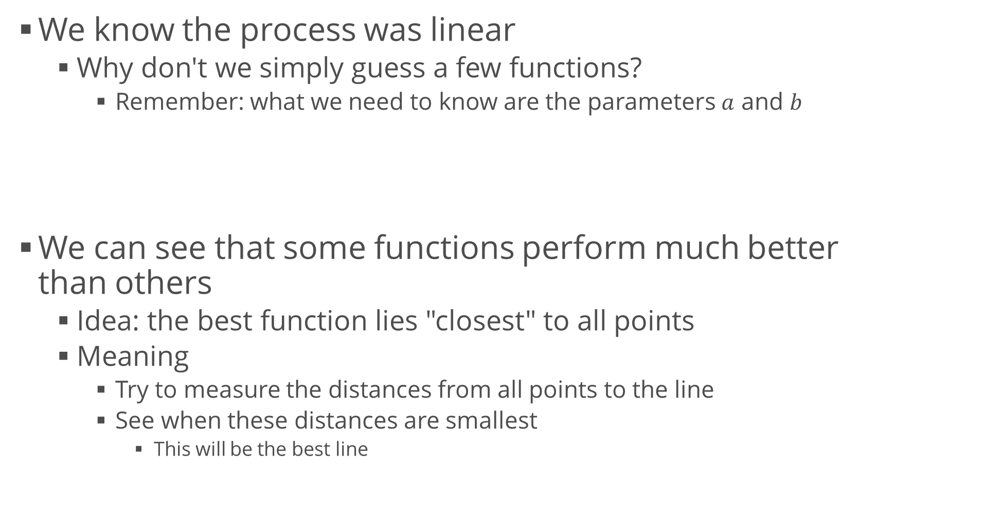 ▪ We know the process was linear
▪ Why don't we simply guess a few functions?
▪ Remember: what we need to know are the parameters a and b
▪ We can see that some functions perform much better
than others
▪ Idea: the best function lies "closest" to all points
▪ Meaning
▪ Try to measure the distances from all points to the line
▪ See when these distances are smallest
▪ This will be the best line